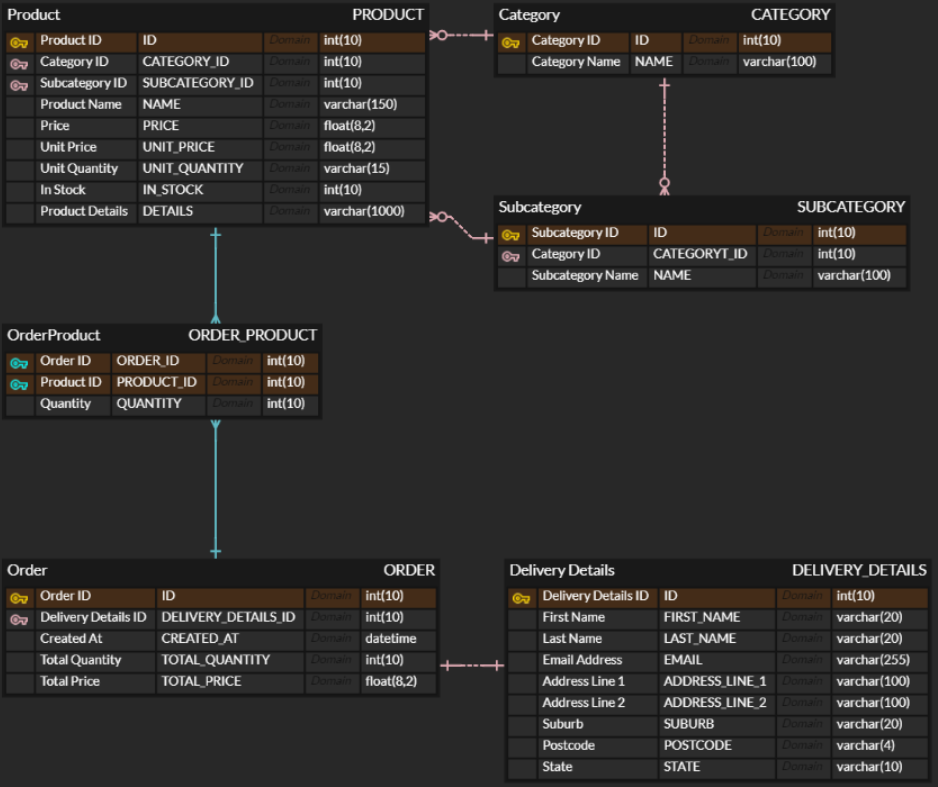 Product PRODUCT
Product ID ID Domain int(10)
Category ID CATEGORY_ID Domain int(10)
Subcategory ID SUBCATEGORY_ID Domain int(10)
Product Name NAME Domain varchar(150)
Price PRICE Domain float(8,2)
Unit Price UNIT_PRICE Domain float(8,2)
Unit Quantity UNIT_QUANTITY Domain varchar(15)
In Stock IN_STOCK Domain int(10)
Product Details DETAILS Domain varchar(1000)
Category CATEGORY
Category ID ID Domain int(10)
Category Name NAME Domain varchar(100)
Subcategory SUBCATEGORY
Subcategory ID ID Domain int(10)
Category ID CATEGORYT_ID Domain int(10)
Subcategory Name NAME Domain varchar(100)
OrderProduct ORDER_PRODUCT
Order ID ORDER_ID Domain int(10)
Product ID PRODUCT_ID Domain int(10)
Quantity QUANTITY Domain int(10)
Order ORDER
Order ID ID Domain int(10)
Delivery Details ID DELIVERY_DETAILS_ID Domain int(10)
Created At CREATED_AT Domain datetime
Total Quantity TOTAL_QUANTITY Domain int(10)
Total Price TOTAL_PRICE Domain float(8,2)
Delivery Details DELIVERY_DETAILS
Delivery Details ID ID Domain int(10)
First Name FIRST_NAME Domain varchar(20)
Last Name LAST_NAME Domain varchar(20)
Email Address EMAIL Domain varchar(255)
Address Line 1 ADDRESS_LINE_1 Domain varchar(100)
Address Line 2 ADDRESS_LINE_2 Domain varchar(100)
Suburb SUBURB Domain varchar(20)
Postcode POSTCODE Domain varchar(4)
State STATE Domain varchar(10)